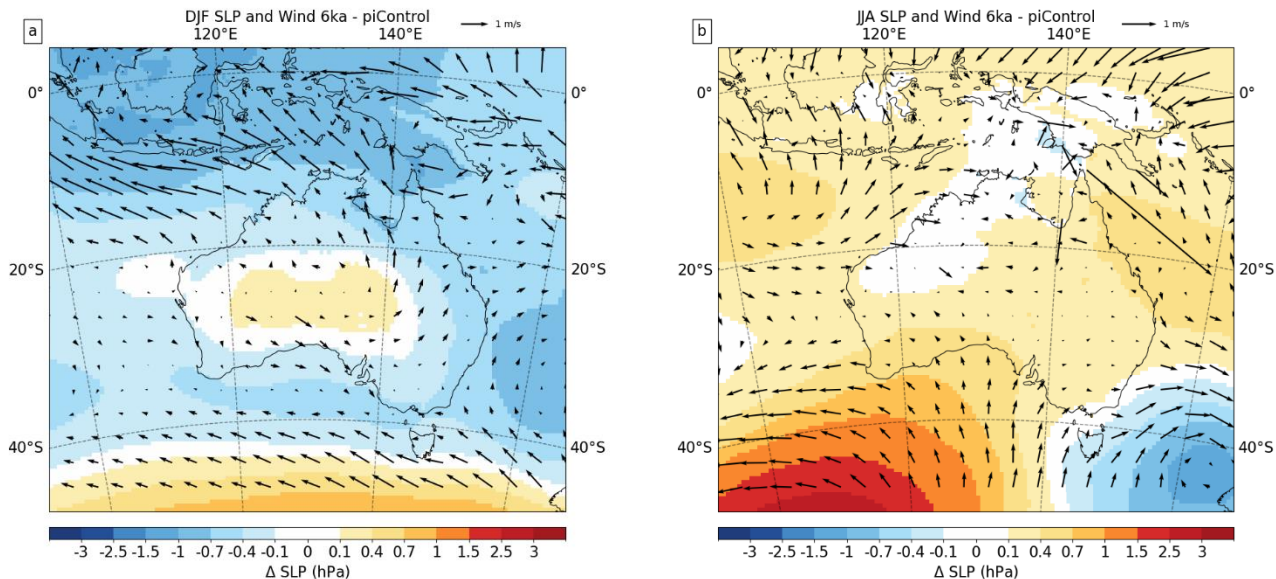 a
DJF SLP and Wind 6ka - piControl
1 m/s
120°E
140°E
0°
0°
20°S
20°S
40°S
40°S
-3 -2.5 -1.5 -1 -0.7 -0.4 -0.1 0 0.1 0.4 0.7 1 1.5 2.5 3
Δ SLP (hPa)
b
JJA SLP and Wind 6ka - piControl
1 m/s
120°E
140°E
0°
0°
20°S
20°S
40°S
40°S
-3 -2.5 -1.5 -1 -0.7 -0.4 -0.1 0 0.1 0.4 0.7 1 1.5 2.5 3
Δ SLP (hPa)